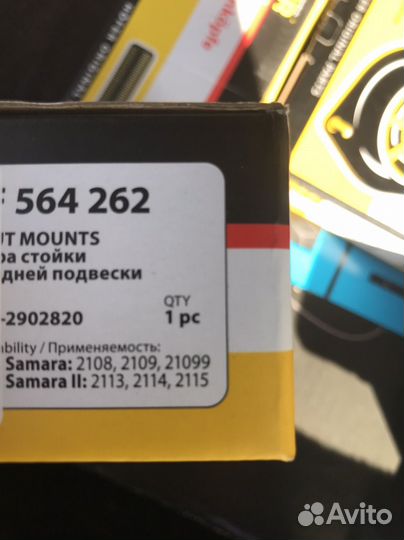 564 262
UT MOUNTS
ра стойки
дней подвески
QTY
-2902820 1 pc
ability / Применяемость:
Samara: 2108, 2109, 21099
Samara II: 2113, 2114, 2115
Avito